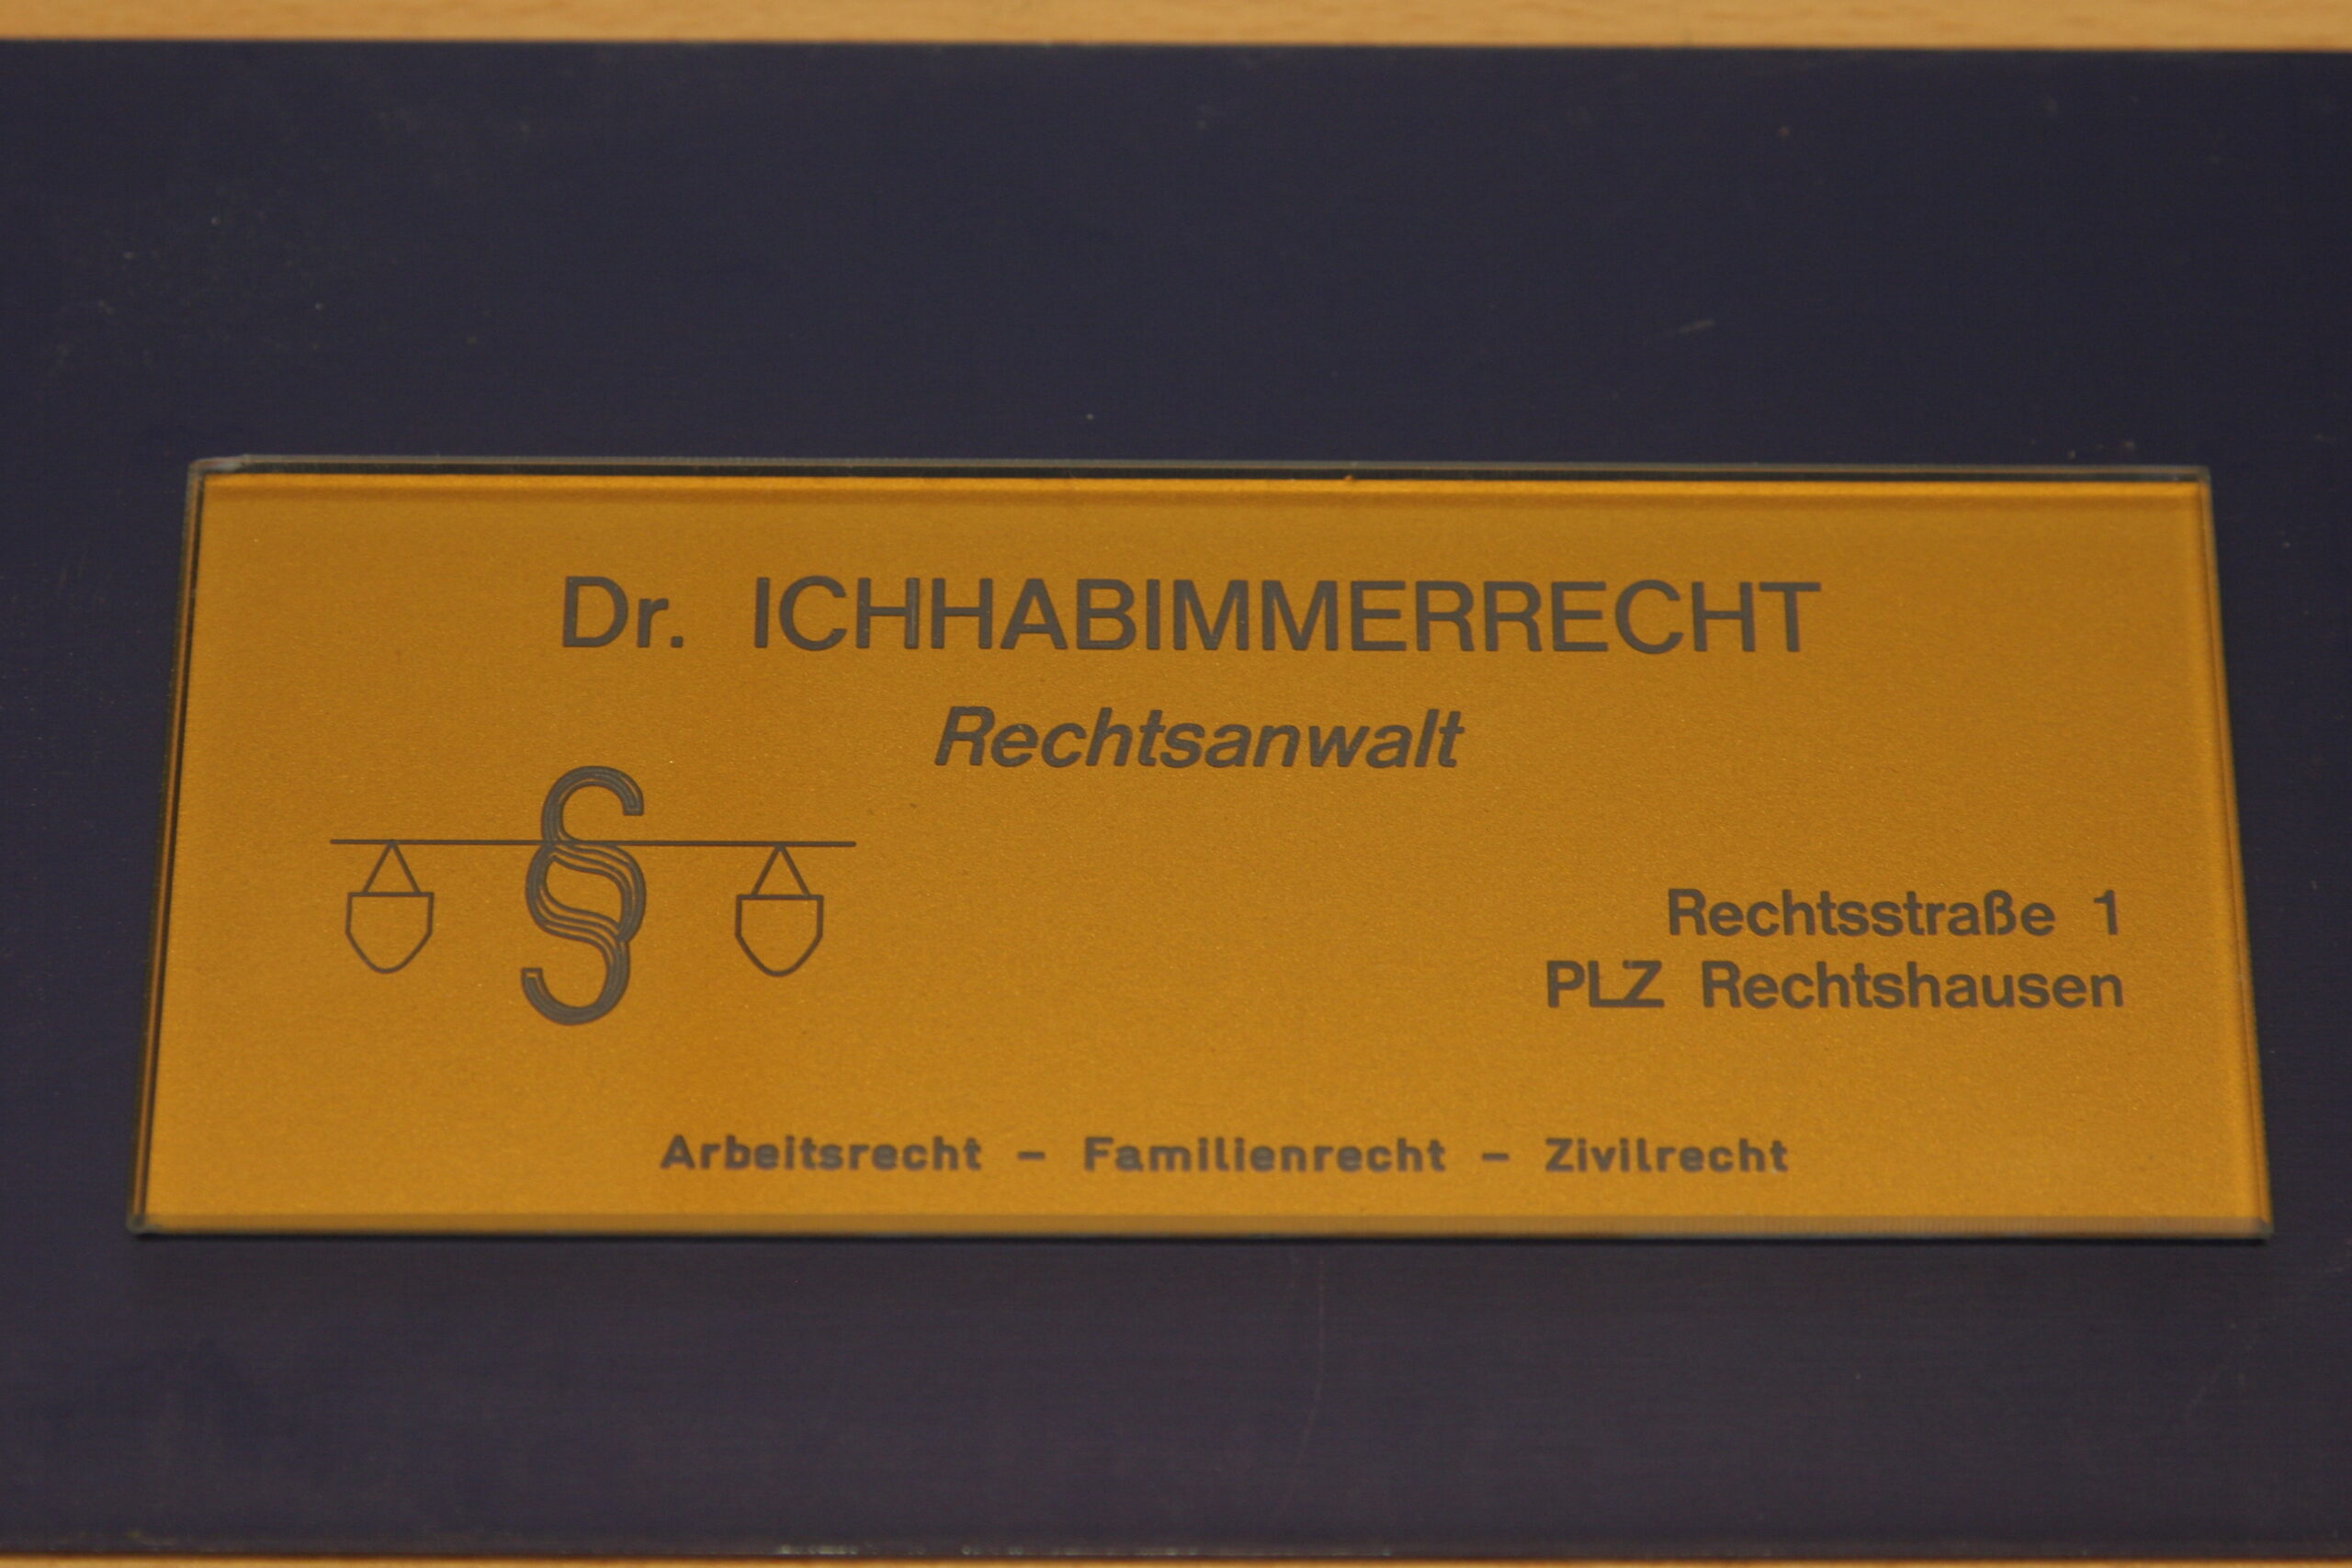 Dr. ICHHABIMMERRECHT
Rechtsanwalt
§
Rechtsstraße 1
PLZ Rechtshausen
Arbeitsrecht – Familienrecht – Zivilrecht